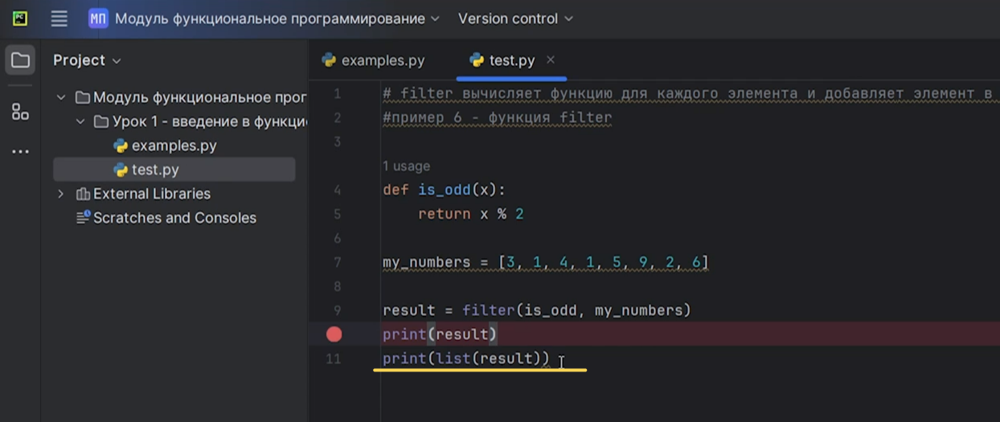 PC
МП Модуль функциональное программирование Version control
Project
examples.py test.py
Модуль функциональное прог
Урок 1 - введение в функци
examples.py
test.py
External Libraries
Scratches and Consoles
1 # filter вычисляет функцию для каждого элемента и добавляет элемент в
2 #пример 6 - функция filter
3
1 usage
4 def is_odd(x):
5 return x % 2
6
7 my_numbers = [3, 1, 4, 1, 5, 9, 2, 6]
8
9 result = filter(is_odd, my_numbers)
print(result)
11 print(list(result))